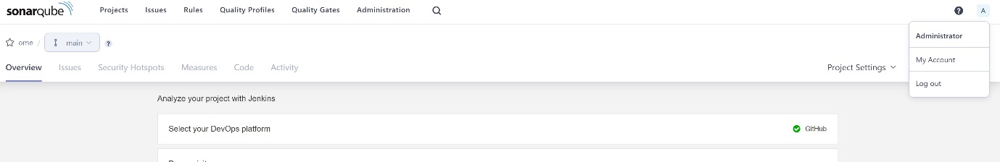 sonarqube Projects Issues Rules Quality Profiles Quality Gates Administration ? A
Administrator
ome / main ?
My Account
Overview Issues Security Hotspots Measures Code Activity Project Settings
Log out
Analyze your project with Jenkins
Select your DevOps platform GitHub